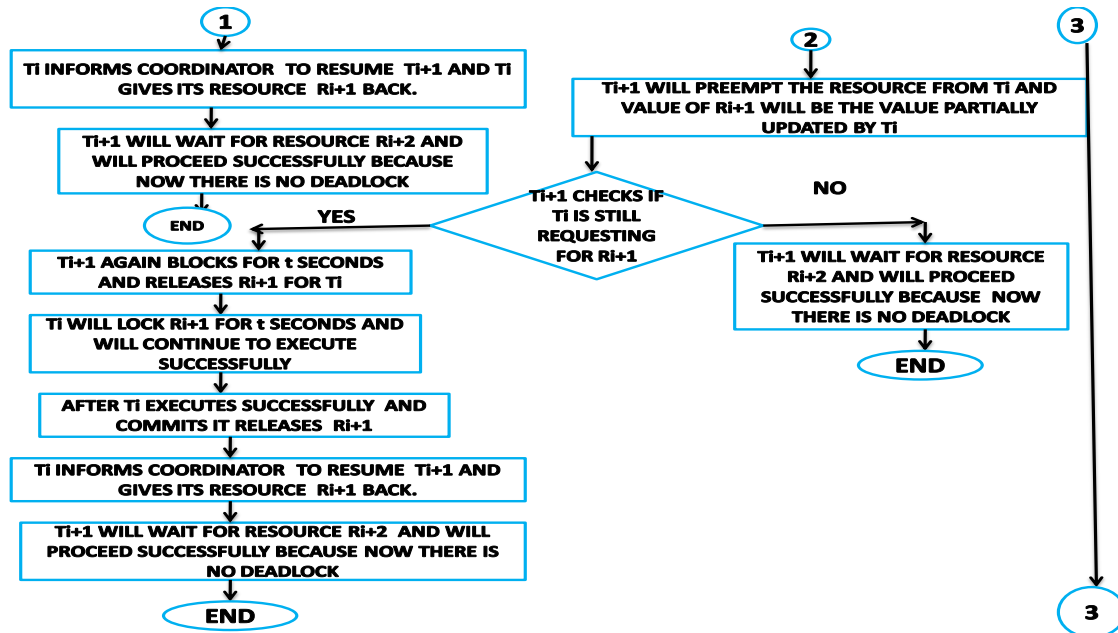 1
Ti INFORMS COORDINATOR TO RESUME Ti+1 AND Ti
GIVES ITS RESOURCE Ri+1 BACK.
Ti+1 WILL WAIT FOR RESOURCE Ri+2 AND
WILL PROCEED SUCCESSFULLY BECAUSE
NOW THERE IS NO DEADLOCK
END
2
Ti+1 WILL PREEMPT THE RESOURCE FROM Ti AND
VALUE OF Ri+1 WILL BE THE VALUE PARTIALLY
UPDATED BY Ti
Ti+1 CHECKS IF
Ti IS STILL
REQUESTING
FOR Ri+1
YES
NO
Ti+1 AGAIN BLOCKS FOR t SECONDS
AND RELEASES Ri+1 FOR Ti
Ti WILL LOCK Ri+1 FOR t SECONDS AND
WILL CONTINUE TO EXECUTE
SUCCESSFULLY
AFTER Ti EXECUTES SUCCESSFULLY AND
COMMITS IT RELEASES Ri+1
Ti INFORMS COORDINATOR TO RESUME Ti+1 AND
GIVES ITS RESOURCE Ri+1 BACK.
Ti+1 WILL WAIT FOR RESOURCE Ri+2 AND WILL
PROCEED SUCCESSFULLY BECAUSE NOW THERE IS
NO DEADLOCK
END
Ti+1 WILL WAIT FOR RESOURCE
Ri+2 AND WILL PROCEED
SUCCESSFULLY BECAUSE NOW
THERE IS NO DEADLOCK
END
3
3